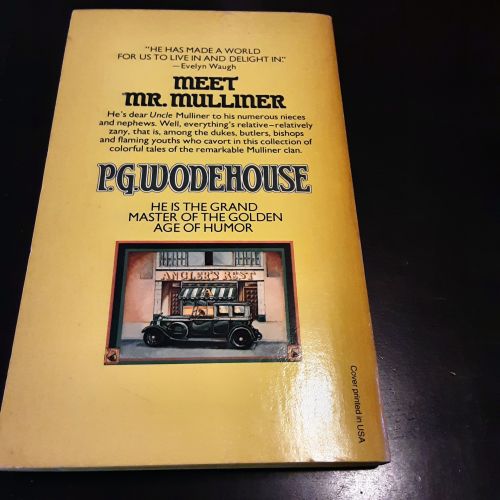 "HE HAS MADE A WORLD
FOR US TO LIVE IN AND DELIGHT IN."
—Evelyn Waugh
MEET
MR. MULLINER
He's dear Uncle Mulliner to his numerous nieces
and nephews. Well, everything's relative–relatively
zany, that is, among the dukes, butlers, bishops
and flaming youths who cavort in this collection of
colorful tales of the remarkable Mulliner clan.
P.G. WODEHOUSE
HE IS THE GRAND
MASTER OF THE GOLDEN
AGE OF HUMOR
ANGLER'S REST
Cover printed in USA